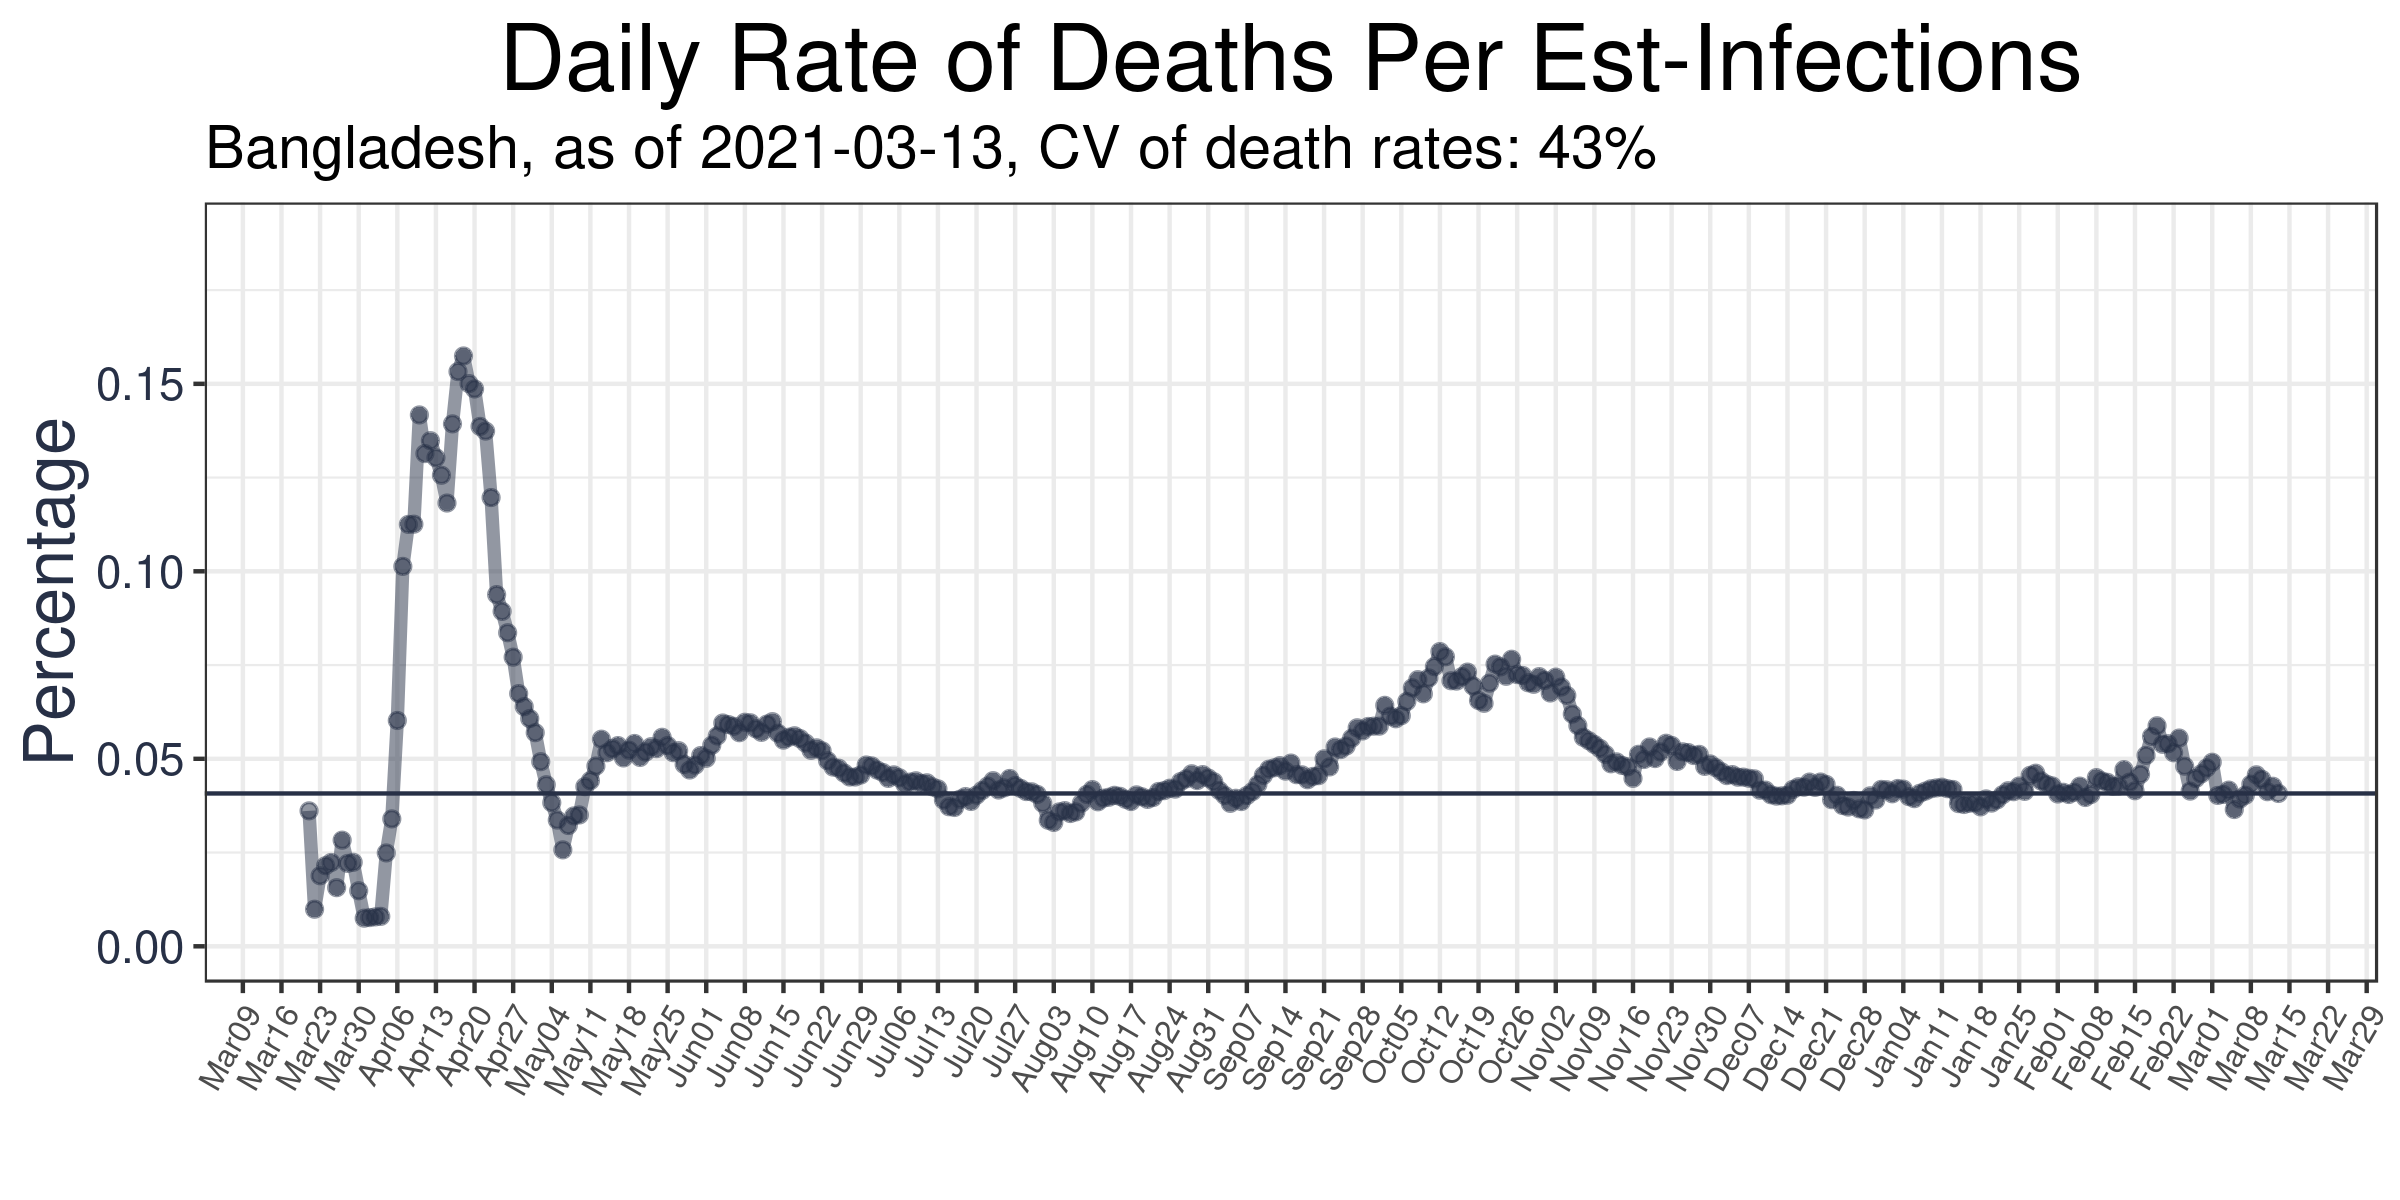 Daily Rate of Deaths Per Est-Infections
Bangladesh, as of 2021-03-13, CV of death rates: 43%
Percentage
0.15
0.10
0.05
0.00
Mar09
Mar16
Mar23
Mar30
Apr06
Apr13
Apr20
Apr27
May04
May11
May18
May25
Jun01
Jun08
Jun15
Jun22
Jun29
Jul06
Jul13
Jul20
Jul27
Aug03
Aug10
Aug17
Aug24
Aug31
Sep07
Sep14
Sep21
Sep28
Oct05
Oct12
Oct19
Oct26
Nov02
Nov09
Nov16
Nov23
Nov30
Dec07
Dec14
Dec21
Dec28
Jan04
Jan11
Jan18
Jan25
Feb01
Feb08
Feb15
Feb22
Mar01
Mar08
Mar15
Mar22
Mar29